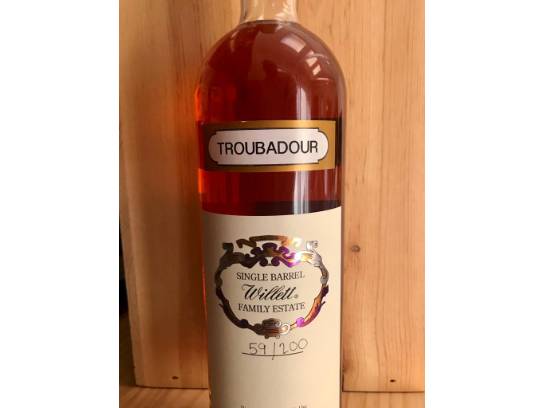 TROUBADOUR
SINGLE BARREL
Willett®
FAMILY ESTATE
59/200